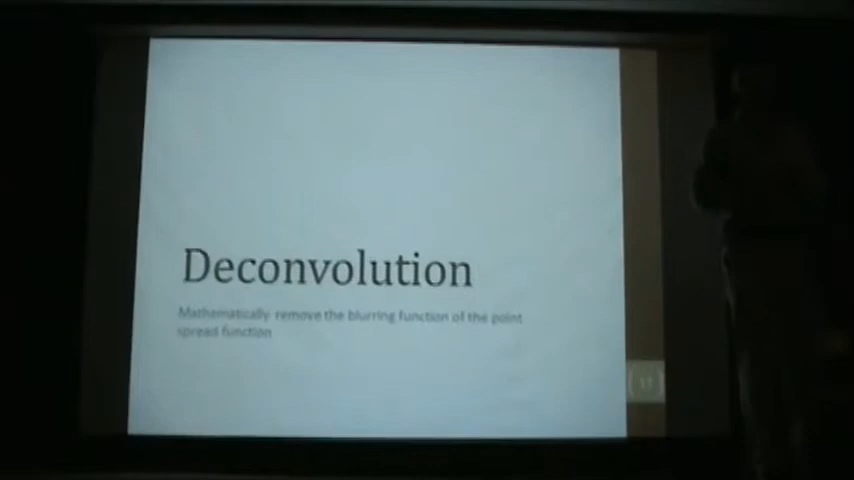 Deconvolution
Mathematically remove the blurring function of the point
spread function